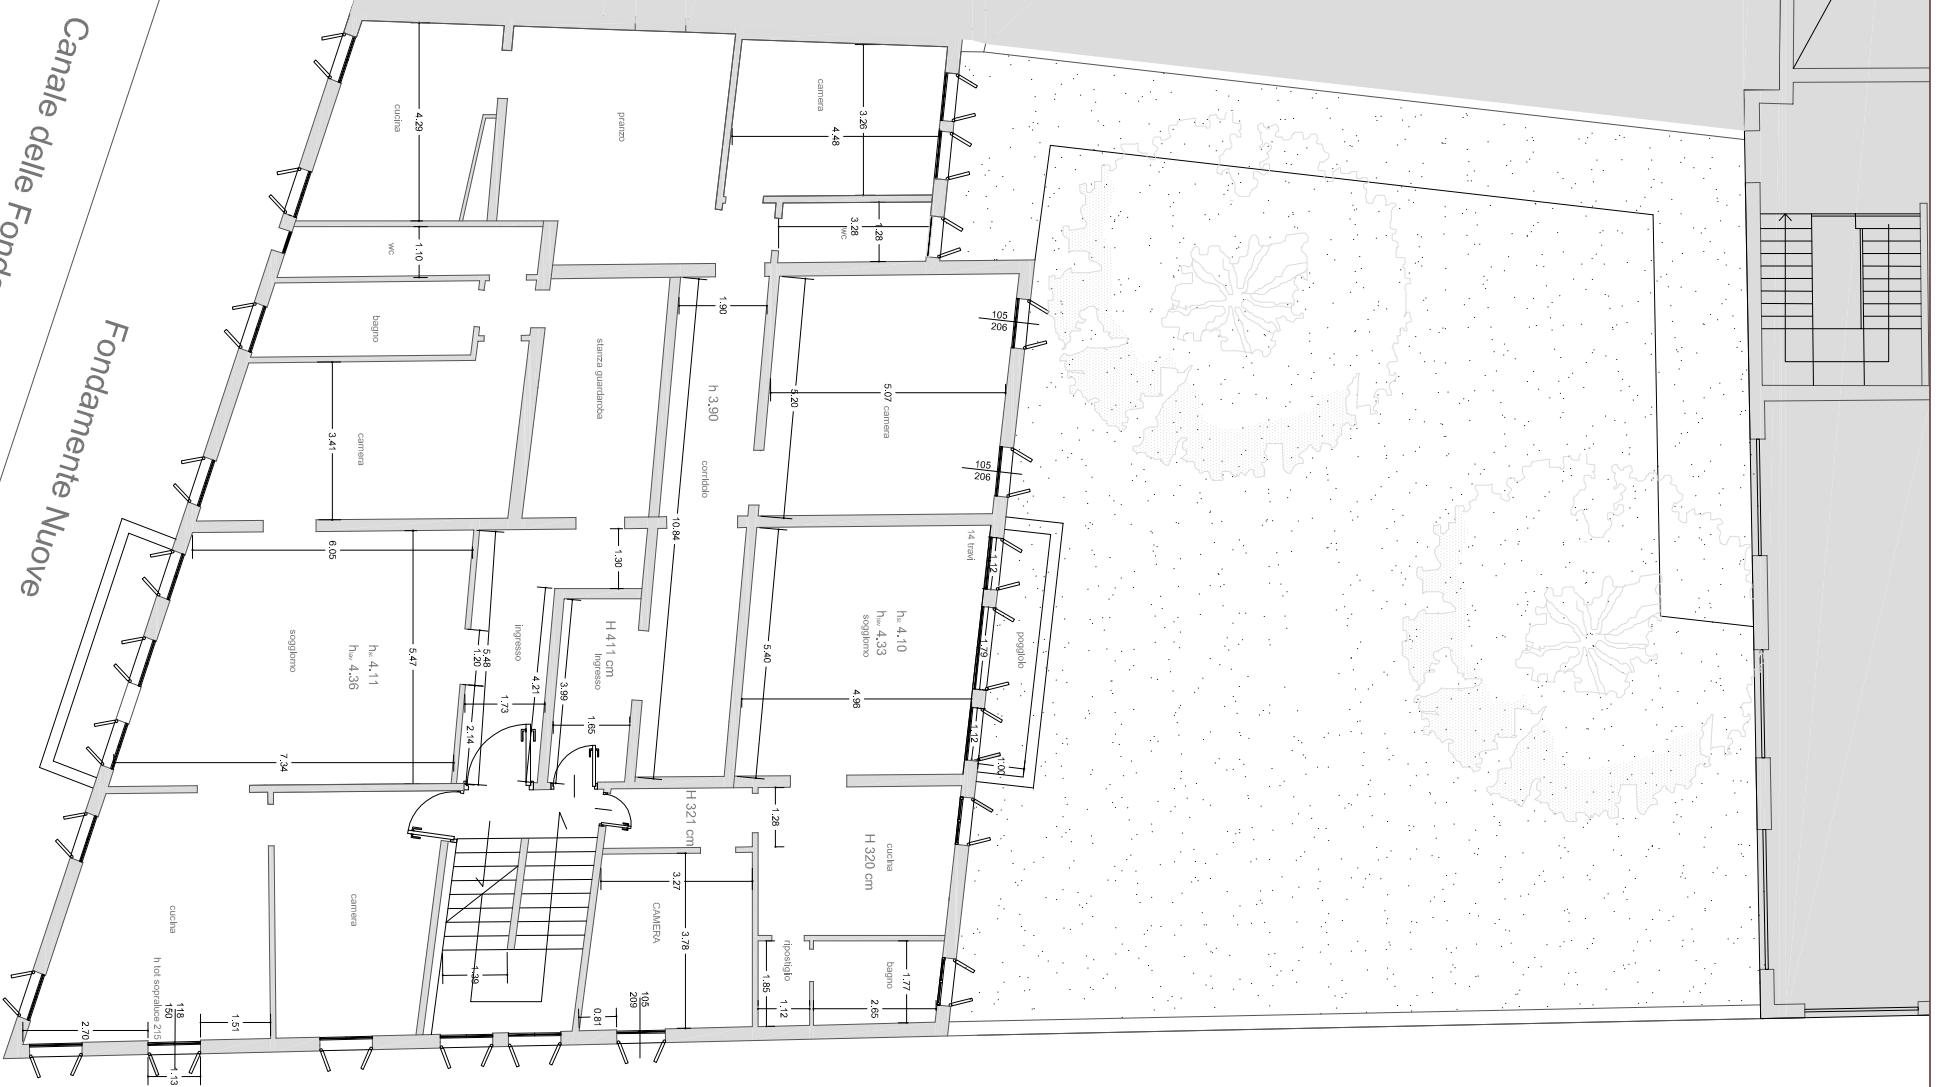 Canale delle Fond
Fondamente Nuove
cucina
4.29
pranzo
camera
3.26
4.48
wc
3.28
1.28
wc
1.10
bagno
stanza guardaroba
1.90
h 3.90
corridoio
10.84
5.20
5.07
camera
105
206
105
206
camera
3.41
6.05
5.47
soggiorno
4.11
4.36
7.34
1.30
ingresso
5.48
1.20
1.73
2.14
4.21
3.99
H 411 cm
Ingresso
1.65
14 travi
4.10
4.33
soggiorno
5.40
4.96
1.12
1.79
1.12
1.00
poggiolo
H 321 cm
1.28
cucina
H 320 cm
3.27
CAMERA
3.78
105
209
0.81
ripostiglio
1.85
1.12
bagno
1.77
2.65
1.39
camera
cucina
h tot sopraluce 215
118
150
1.51
2.70
1.13